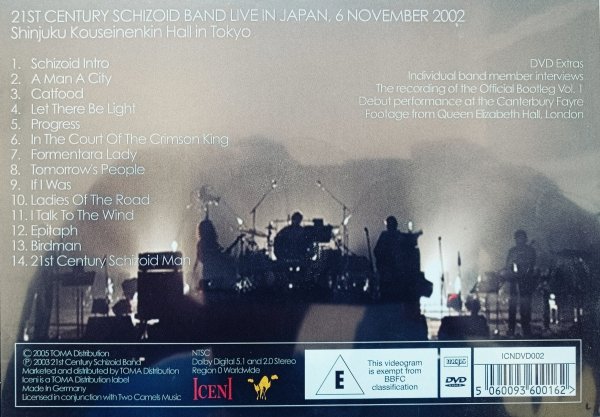 21ST CENTURY SCHIZOID BAND LIVE IN JAPAN, 6 NOVEMBER 2002
Shinjuku Kouseinenkin Hall in Tokyo
1. Schizoid Intro
2. A Man A City
3. Catfood
4. Let There Be Light
5. Progress
6. In The Court Of The Crimson King
7. Formentara Lady
8. Tomorrow's People
9. If I Was
10. Ladies Of The Road
11. I Talk To The Wind
12. Epitaph
13. Birdman
14. 21st Century Schizoid Man
DVD Extras
Individual band member interviews
The recording of the Official Bootleg Vol. 1
Debut performance at the Canterbury Fayre
Footage from Queen Elizabeth Hall, London
© 2005 TOMA Distribution
℗ 2003 21st Century Schizoid Band
Marketed and distributed by TOMA Distribution
Iceni is a TOMA Distribution label
Made in Germany
Licensed in conjunction with Two Camels Music
NTSC
Dolby Digital 5.1 and 2.0 Stereo
Region 0 Worldwide
ICENI
E
This videogram
is exempt from
BBFC
classification
mcps
DVD
VIDEO
ICNDVD002
5 060093 600162 >